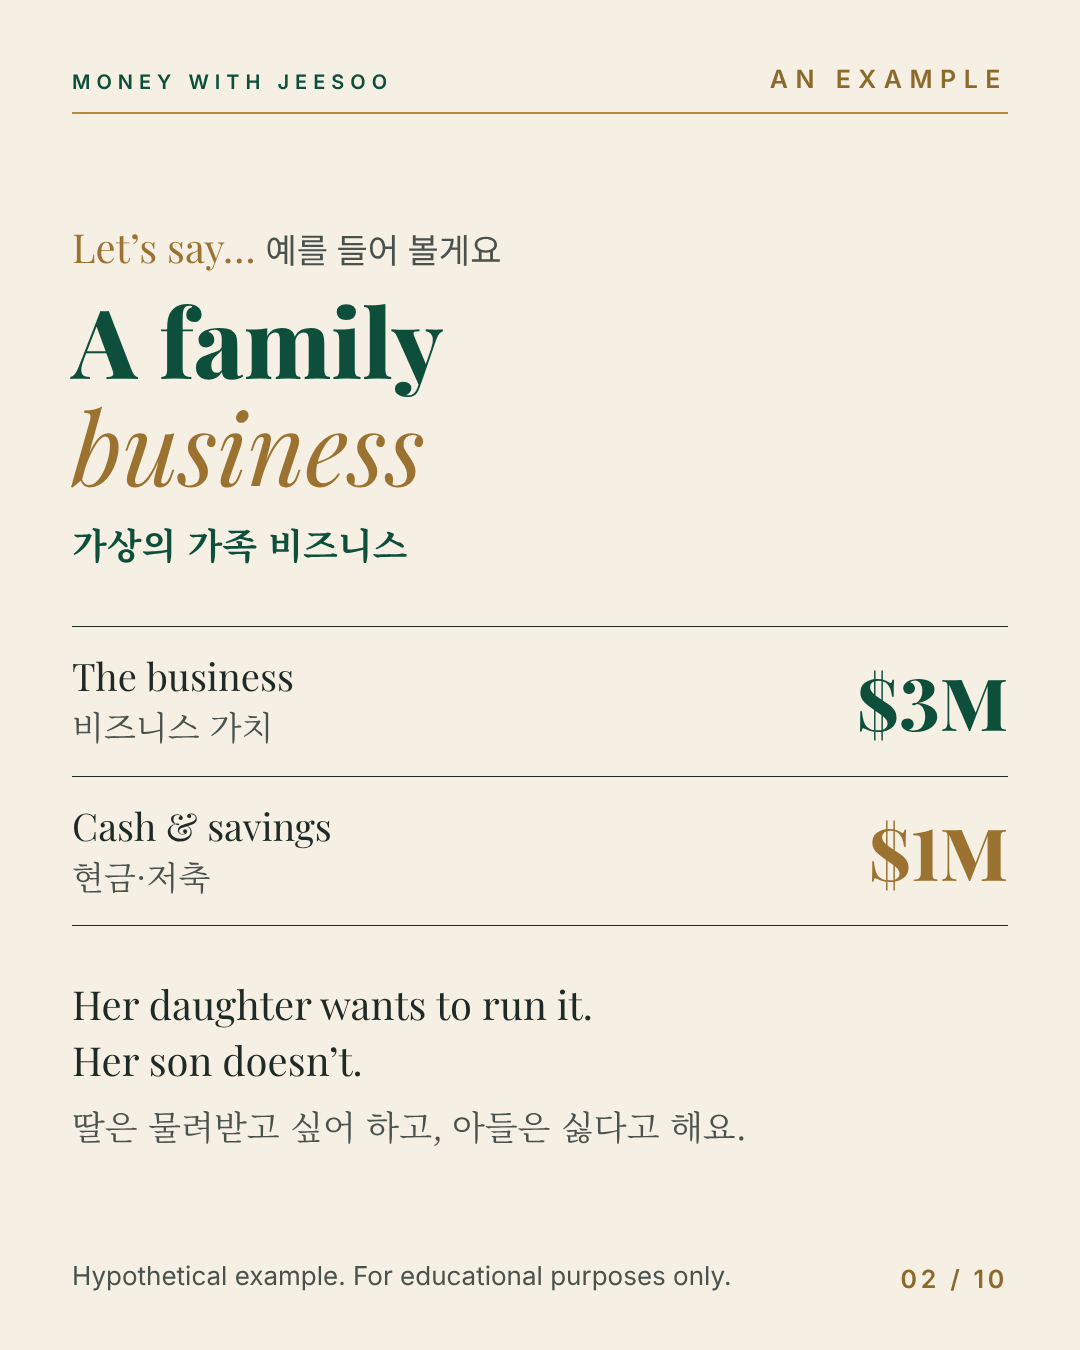 MONEY WITH JEESOO
AN EXAMPLE
Let’s say… 예를 들어 볼게요
A family
business
가상의 가족 비즈니스
The business
비즈니스 가치
$3M
Cash & savings
현금·저축
$1M
Her daughter wants to run it.
Her son doesn’t.
딸은 물려받고 싶어 하고, 아들은 싫다고 해요.
Hypothetical example. For educational purposes only.
02 / 10